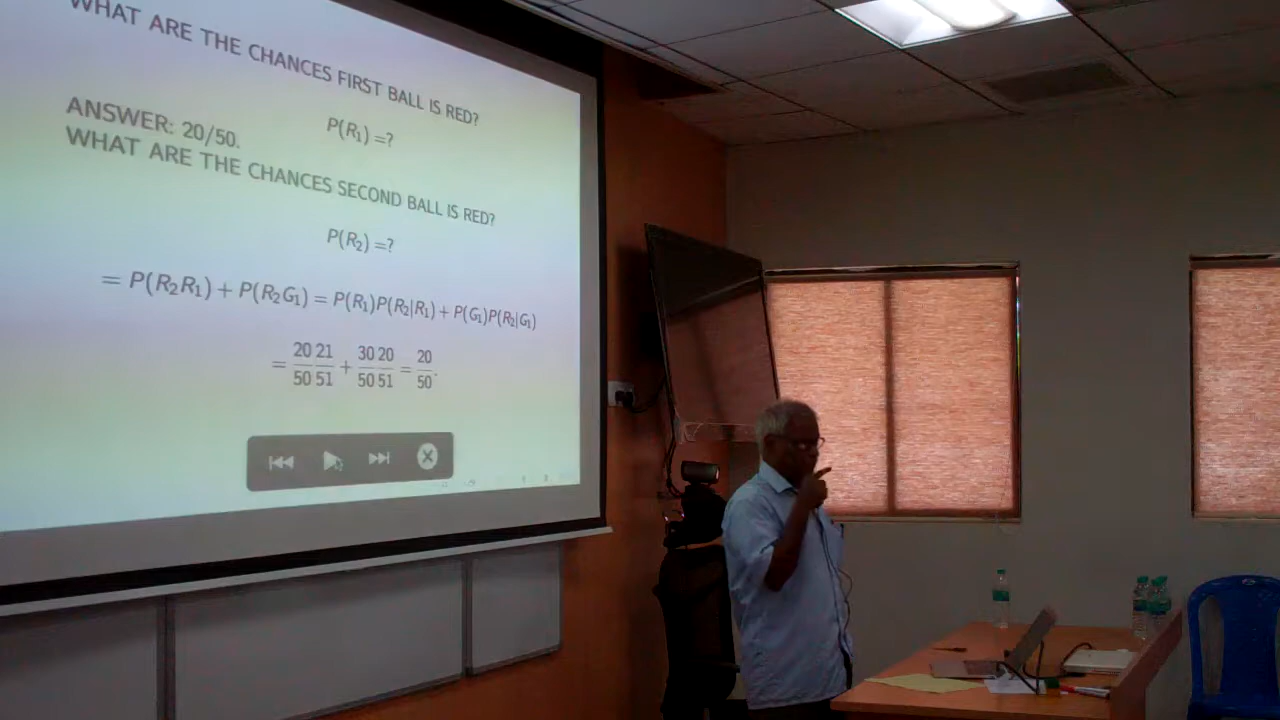 WHAT ARE THE CHANCES FIRST BALL IS RED?
P(R₁) =?
ANSWER: 20/50.
WHAT ARE THE CHANCES SECOND BALL IS RED?
P(R₂) =?
= P(R₂R₁) + P(R₂G₁) = P(R₁)P(R₂|R₁) + P(G₁)P(R₂|G₁)
= 20/50 21/51 + 30/50 20/51 = 20/50.